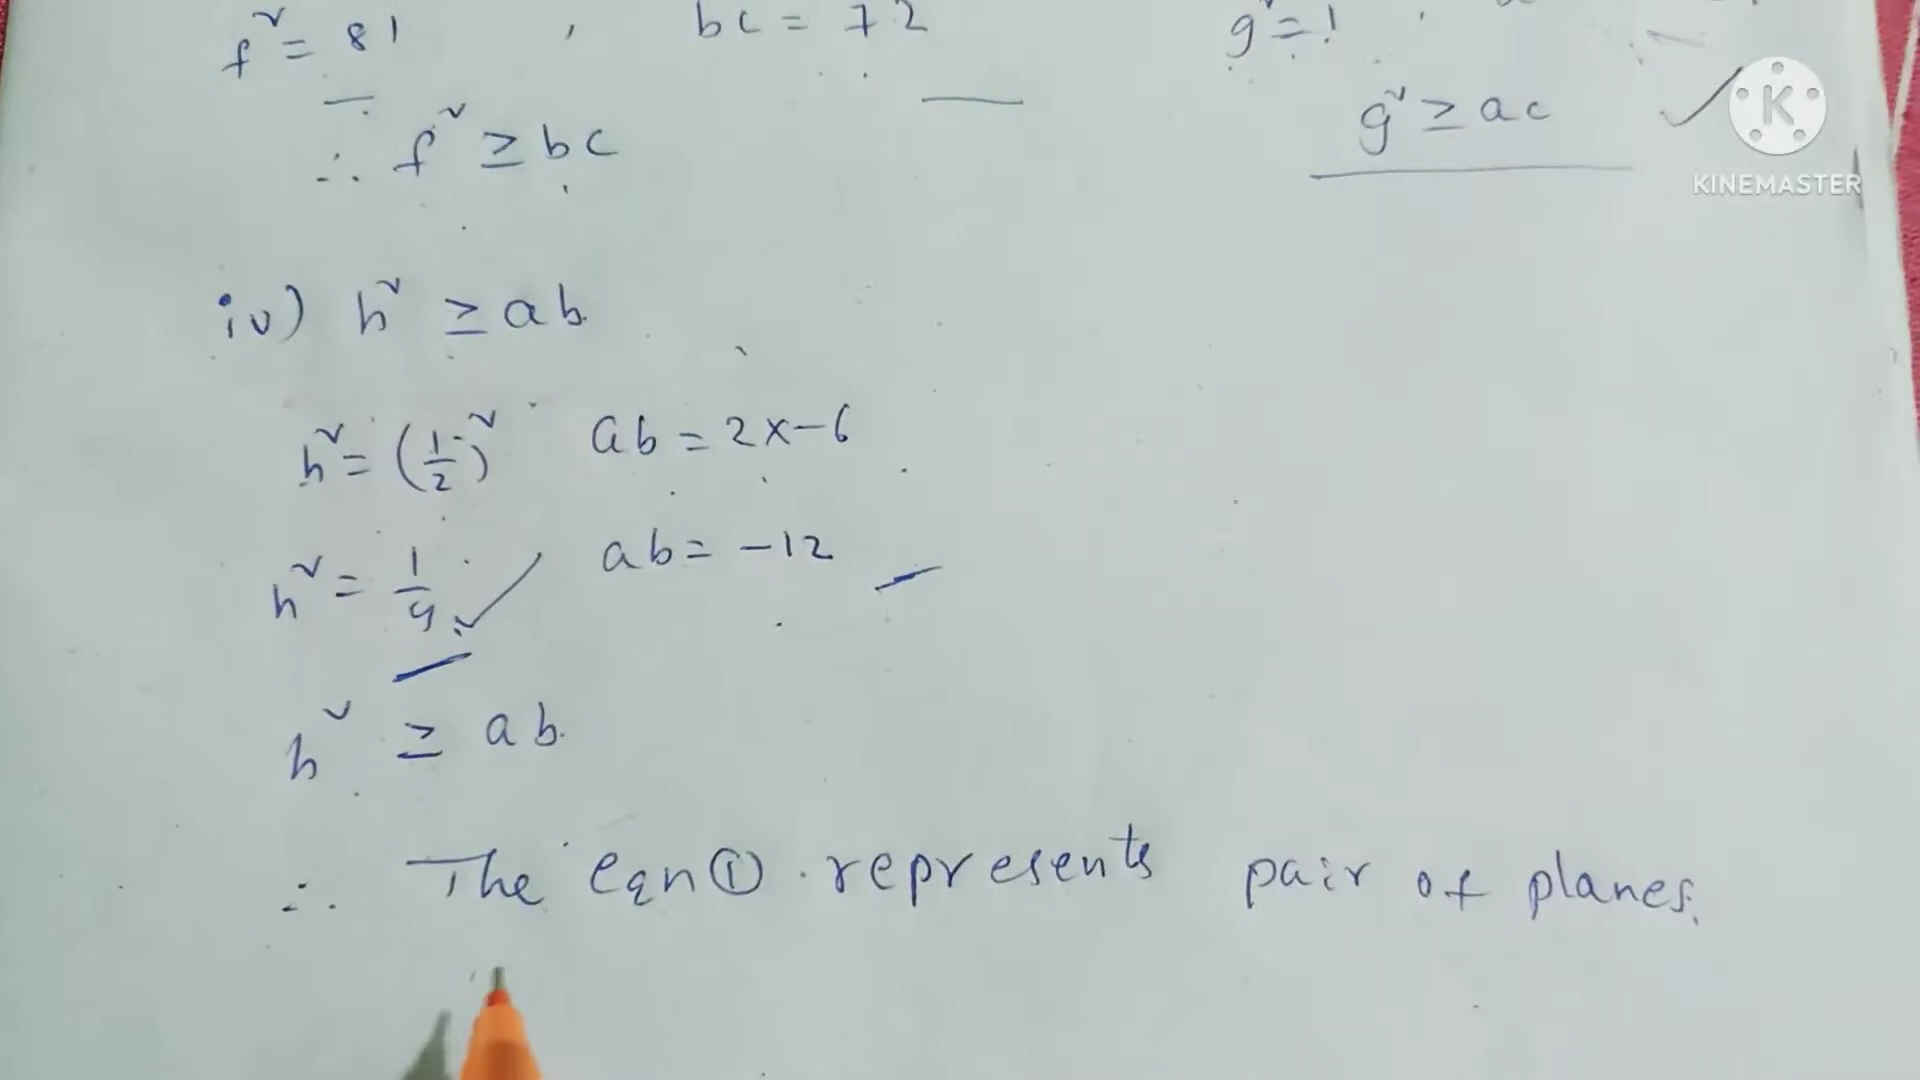 f² = 81 , bc = 72 g² = 1
∴ f² ≥ bc
g² ≥ ac
KINEMASTER
iv) h² ≥ ab
h² = (1/2)² ab = 2x-6
h² = 1/4 ab = -12
h² ≥ ab
∴ The eqn ① represents pair of planes.